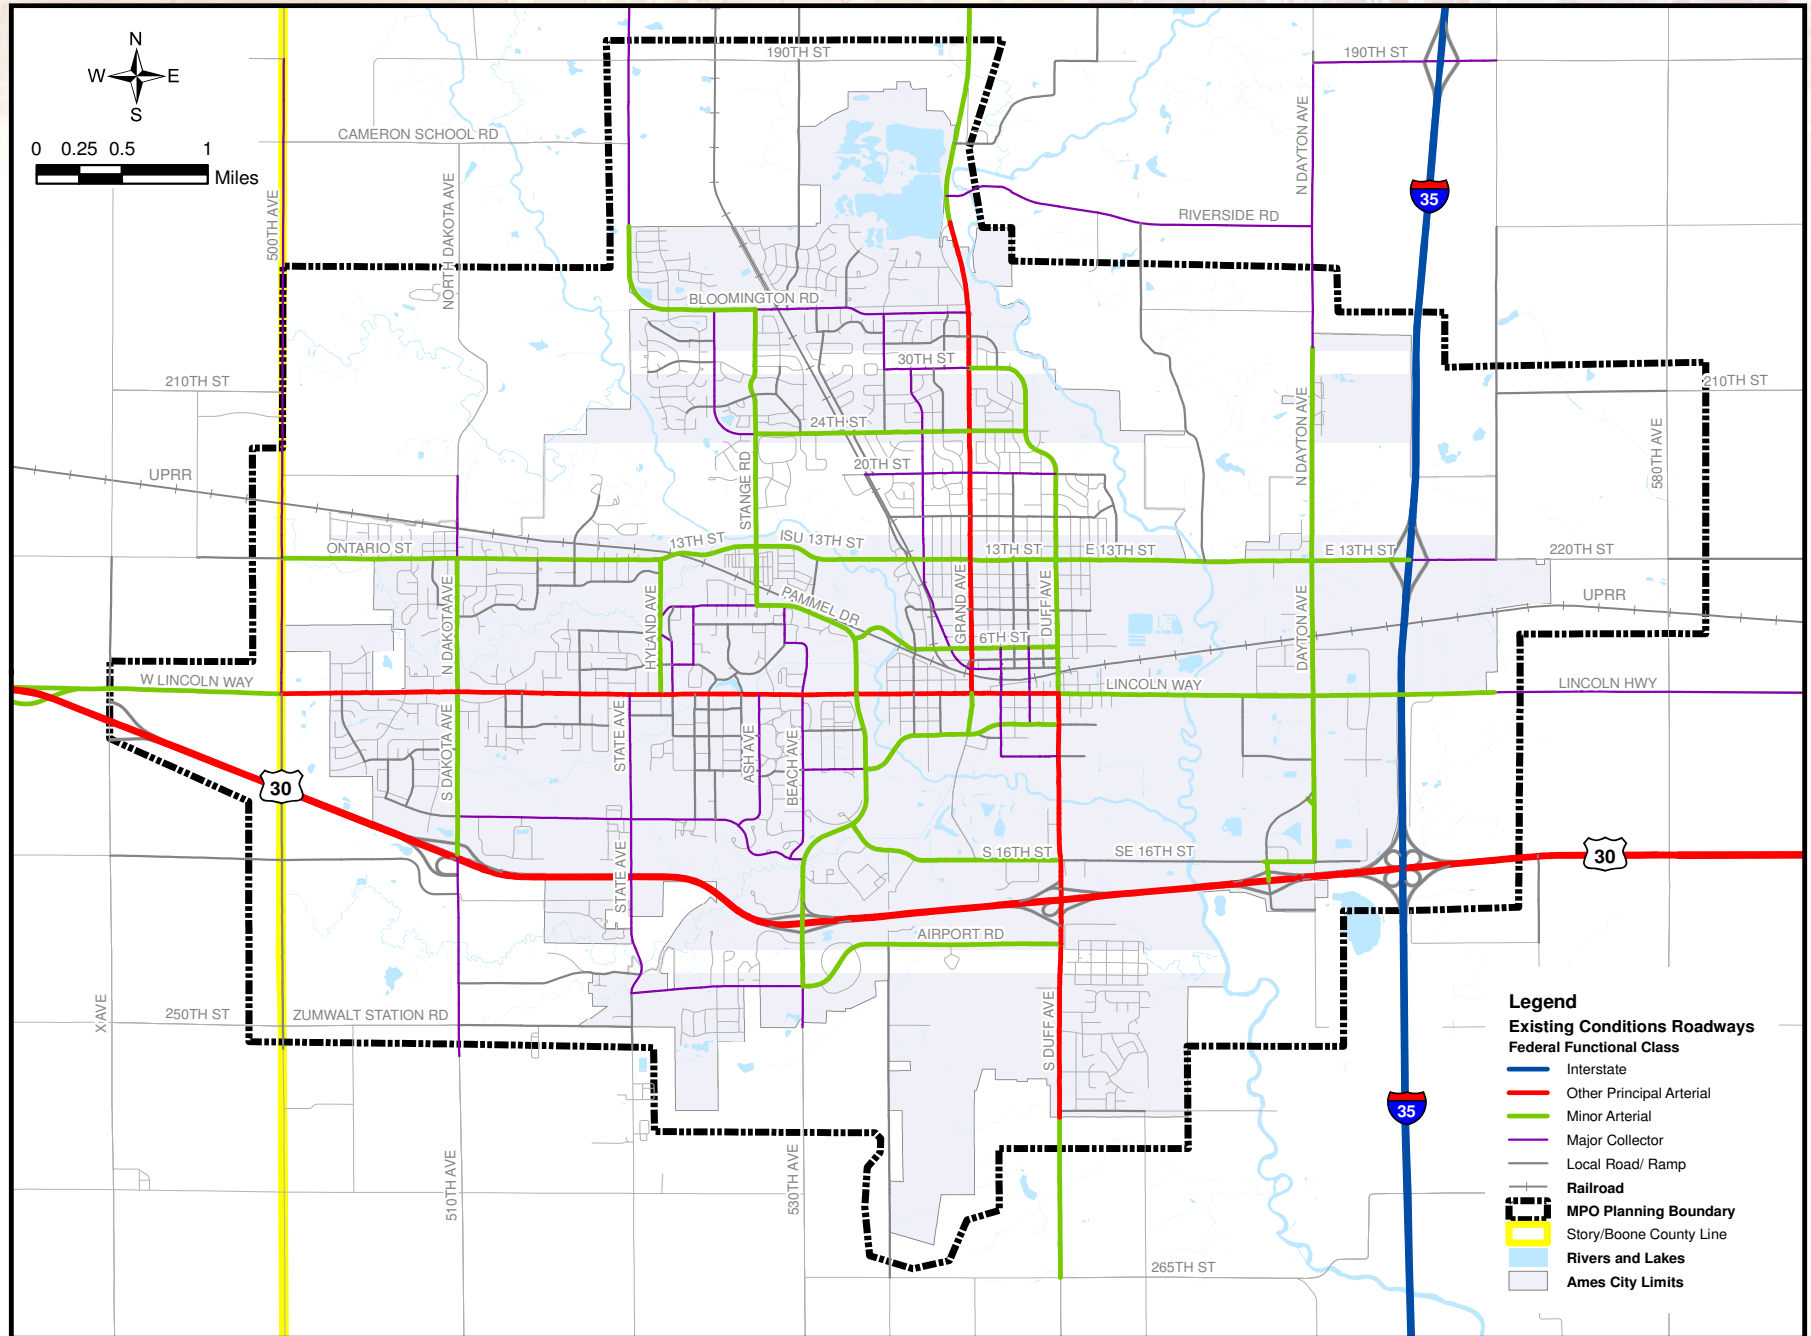 N
W
E
S
0 0.25 0.5 1
Miles
190TH ST
190TH ST
CAMERON SCHOOL RD
500TH AVE
NORTH DAKOTA AVE
N DAYTON AVE
35
RIVERSIDE RD
BLOOMINGTON RD
30TH ST
210TH ST
210TH ST
24TH ST
N DAYTON AVE
580TH AVE
20TH ST
STANGE RD
UPRR
ONTARIO ST
13TH ST
ISU 13TH ST
13TH ST
E 13TH ST
E 13TH ST
220TH ST
N DAKOTA AVE
HYLAND AVE
PAMMEL DR
GRAND AVE
DUFF AVE
DAYTON AVE
UPRR
6TH ST
W LINCOLN WAY
LINCOLN WAY
LINCOLN HWY
S DAKOTA AVE
STATE AVE
ASH AVE
BEACH AVE
30
S 16TH ST
SE 16TH ST
30
STATE AVE
AIRPORT RD
X AVE
250TH ST
ZUMWALT STATION RD
S DUFF AVE
35
510TH AVE
530TH AVE
265TH ST
Legend
Existing Conditions Roadways
Federal Functional Class
Interstate
Other Principal Arterial
Minor Arterial
Major Collector
Local Road/ Ramp
Railroad
MPO Planning Boundary
Story/Boone County Line
Rivers and Lakes
Ames City Limits